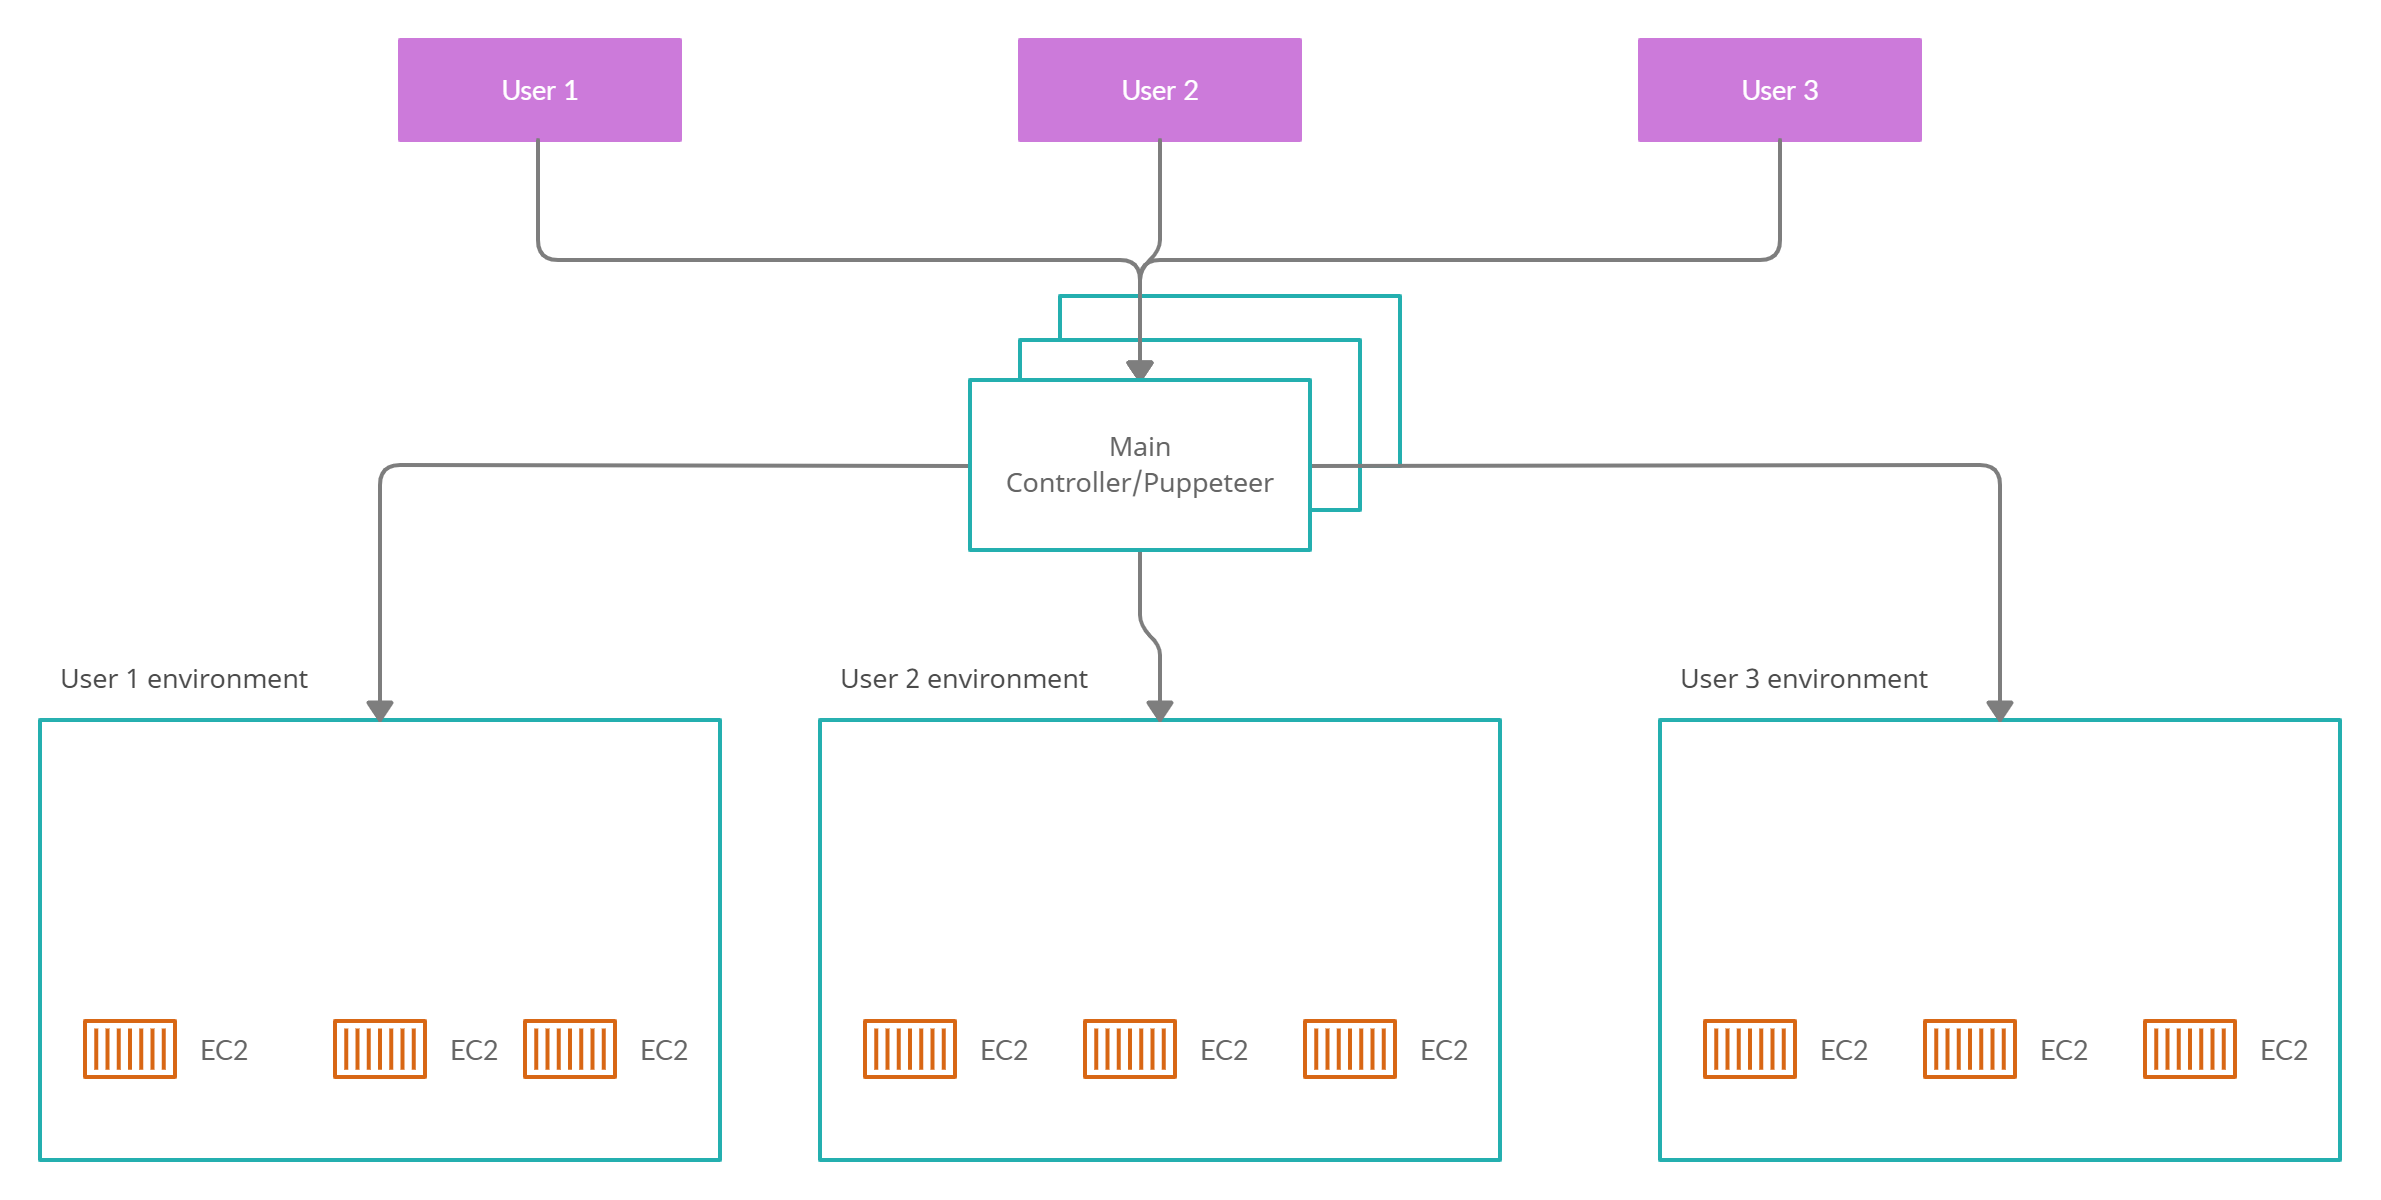 User 1
User 2
User 3
Main
Controller/Puppeteer
User 1 environment
User 2 environment
User 3 environment
EC2
EC2
EC2
EC2
EC2
EC2
EC2
EC2
EC2